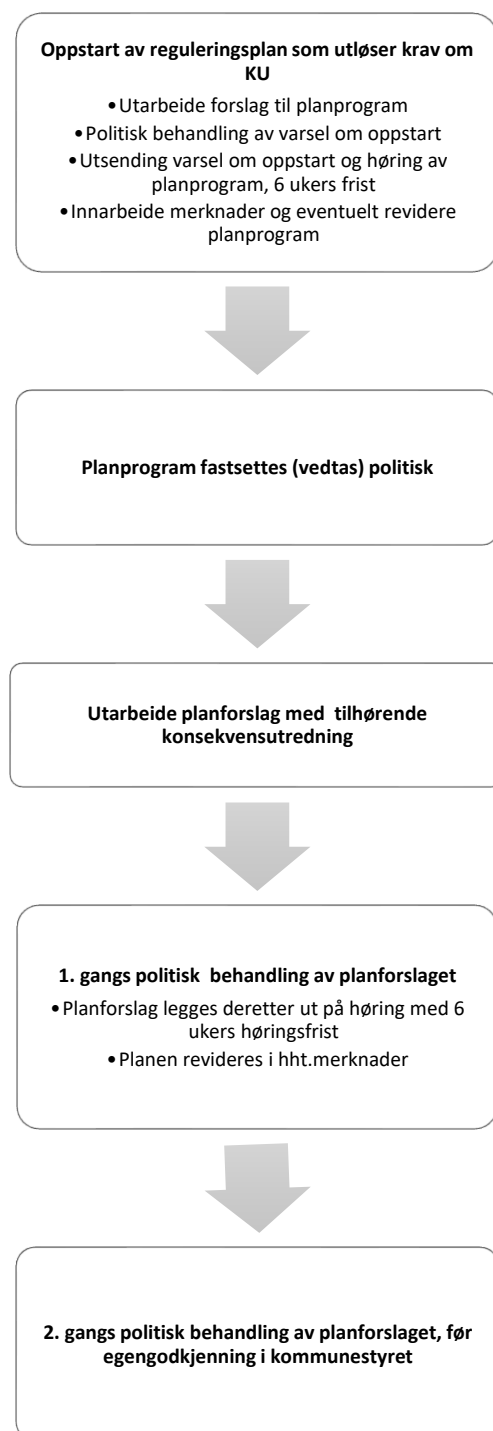 Oppstart av reguleringsplan som utløser krav om
KU
•Utarbeide forslag til planprogram
•Politisk behandling av varsel om oppstart
•Utsending varsel om oppstart og høring av
planprogram, 6 ukers frist
•Innarbeide merknader og eventuelt revidere
planprogram
Planprogram fastsettes (vedtas) politisk
Utarbeide planforslag med tilhørende
konsekvensutredning
1. gangs politisk behandling av planforslaget
•Planforslag legges deretter ut på høring med 6
ukers høringsfrist
•Planen revideres i hht.merknader
2. gangs politisk behandling av planforslaget, før
egengodkjenning i kommunestyret